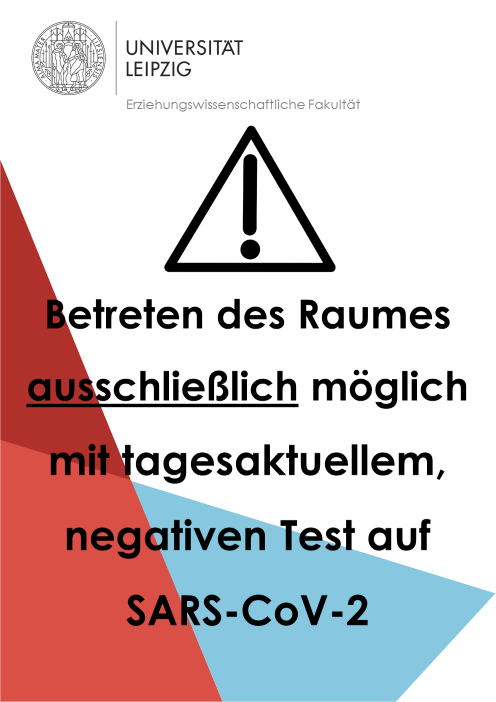 UNIVERSITÄT
LEIPZIG
Erziehungswissenschaftliche Fakultät
Betreten des Raumes
ausschließlich möglich
mit tagesaktuellem,
negativen Test auf
SARS-CoV-2